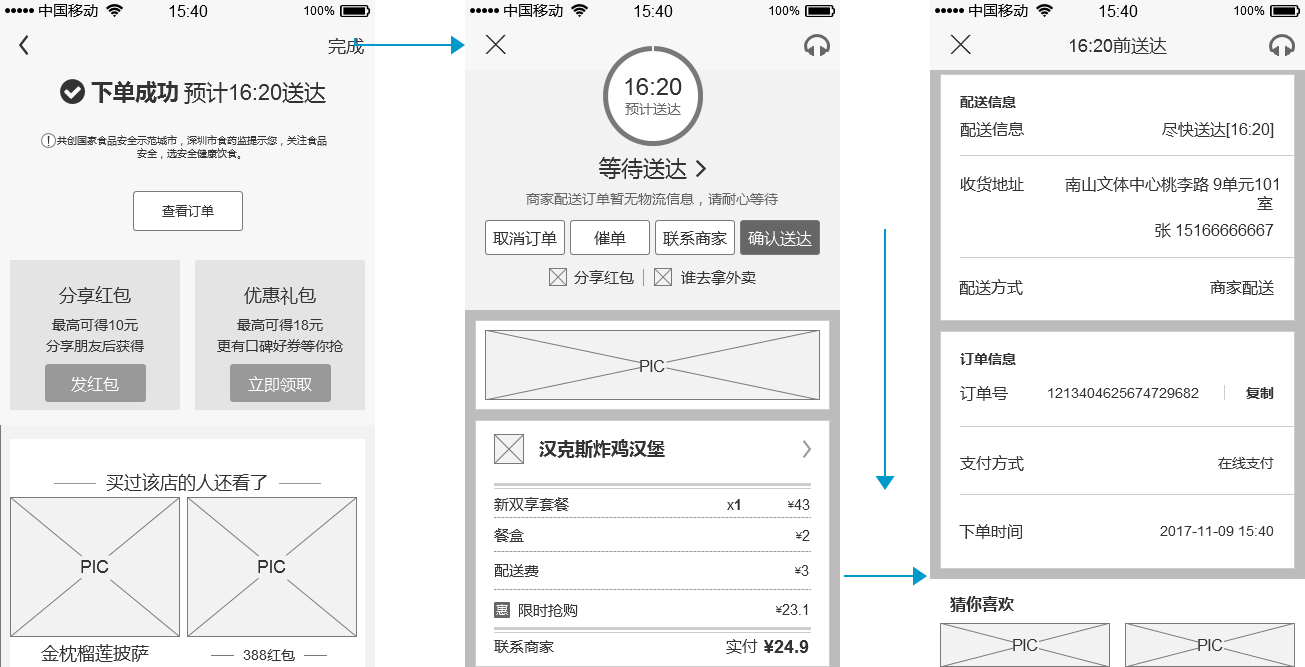 中国移动 15:40 100%
完成
下单成功 预计16:20送达
共创国家食品安全示范城市，深圳市食药监提示您，关注食品
安全，选安全健康饮食。
查看订单
分享红包
最高可得10元
分享朋友后获得
发红包
优惠礼包
最高可得18元
更有口碑好券等你抢
立即领取
买过该店的人还看了
PIC
PIC
金枕榴莲披萨
388红包
中国移动 15:40 100%
16:20
预计送达
等待送达
商家配送订单暂无物流信息，请耐心等待
取消订单 催单 联系商家 确认送达
分享红包 谁去拿外卖
PIC
汉克斯炸鸡汉堡
新双享套餐 x1 ¥43
餐盒 ¥2
配送费 ¥3
惠 限时抢购 ¥23.1
联系商家 实付 ¥24.9
中国移动 15:40 100%
16:20前送达
配送信息
配送信息 尽快送达[16:20]
收货地址 南山文体中心桃李路 9单元101
室
张 15166666667
配送方式 商家配送
订单信息
订单号 1213404625674729682 复制
支付方式 在线支付
下单时间 2017-11-09 15:40
猜你喜欢
PIC
PIC